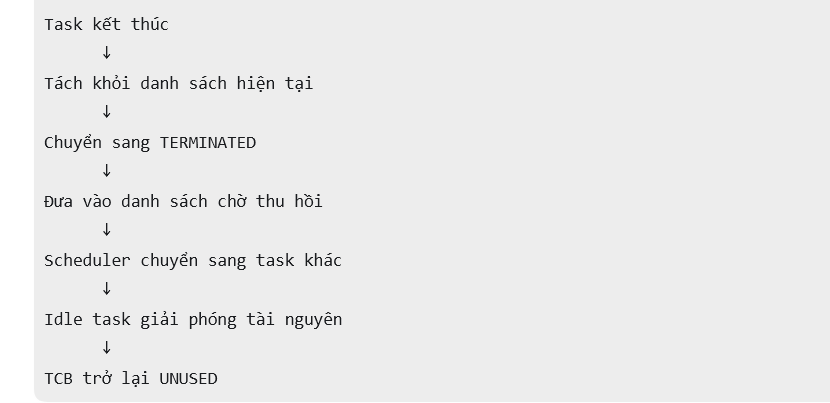 Task kết thúc
↓
Tách khỏi danh sách hiện tại
↓
Chuyển sang TERMINATED
↓
Đưa vào danh sách chờ thu hồi
↓
Scheduler chuyển sang task khác
↓
Idle task giải phóng tài nguyên
↓
TCB trở lại UNUSED